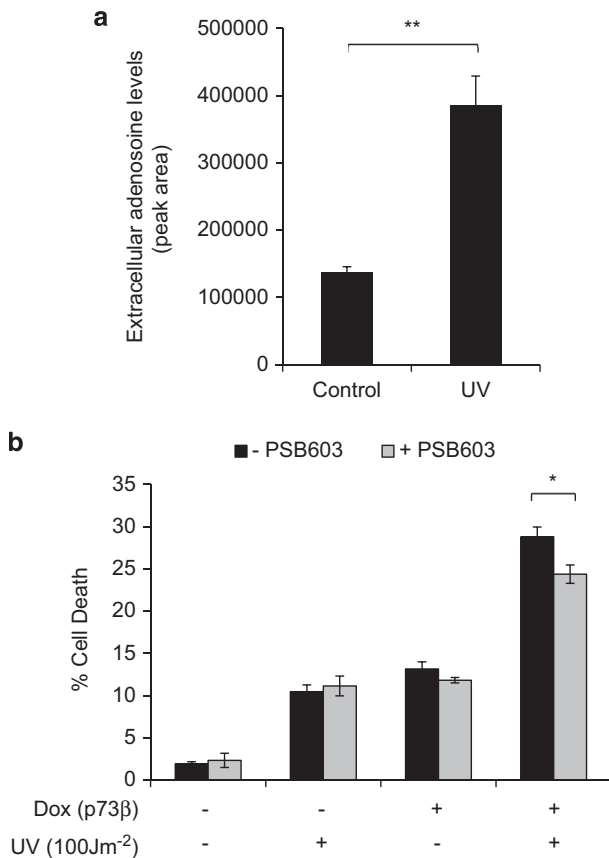 a
Extracellular adenosoine levels
(peak area)
500000
400000
300000
200000
100000
0
**
Control UV
b
- PSB603 + PSB603
% Cell Death
35
30
25
20
15
10
5
0
*
Dox (p73β) - - + +
UV (100Jm-2) - + - +